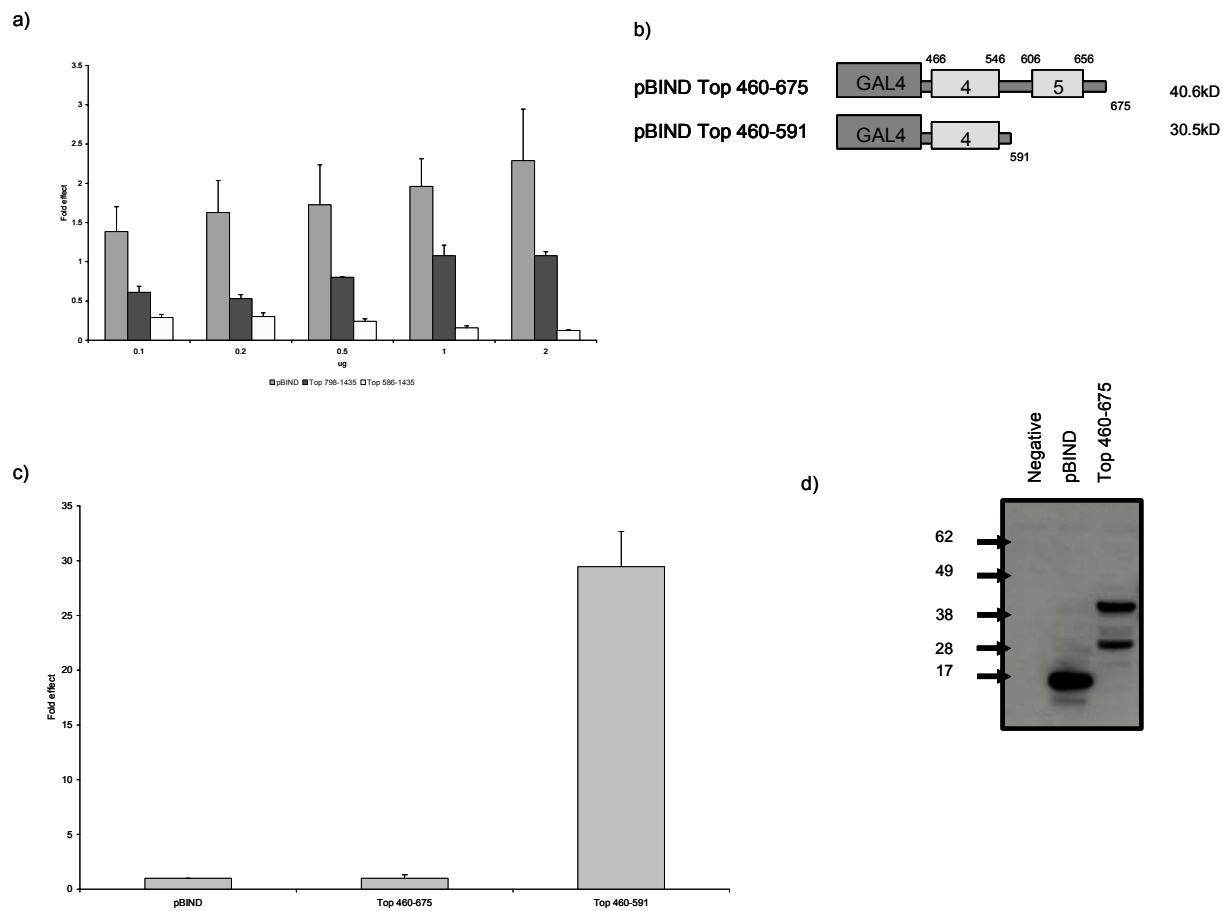 a)
3.5
3
2.5
2
1.5
1
0.5
0
Fold effect
0.1 0.2 0.5 1 2
ug
pBIND Top 798-1435 Top 586-1435
b)
466 546 606 656
pBIND Top 460-675 GAL4 4 5 40.6kD
675
pBIND Top 460-591 GAL4 4 30.5kD
591
c)
35
30
25
20
15
10
5
0
Fold effect
pBIND Top 460-675 Top 460-591
d)
Negative
pBIND
Top 460-675
62
49
38
28
17